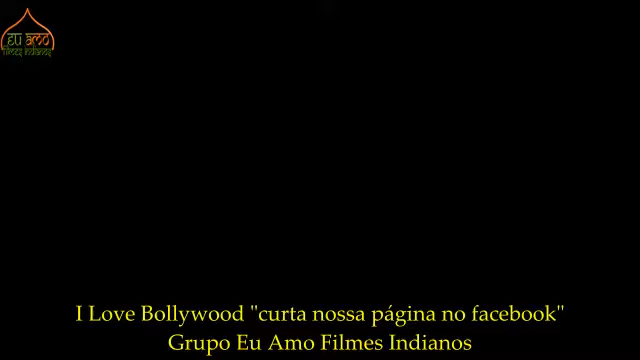 EU AMO
filmes indianos
I Love Bollywood "curta nossa página no facebook"
Grupo Eu Amo Filmes Indianos